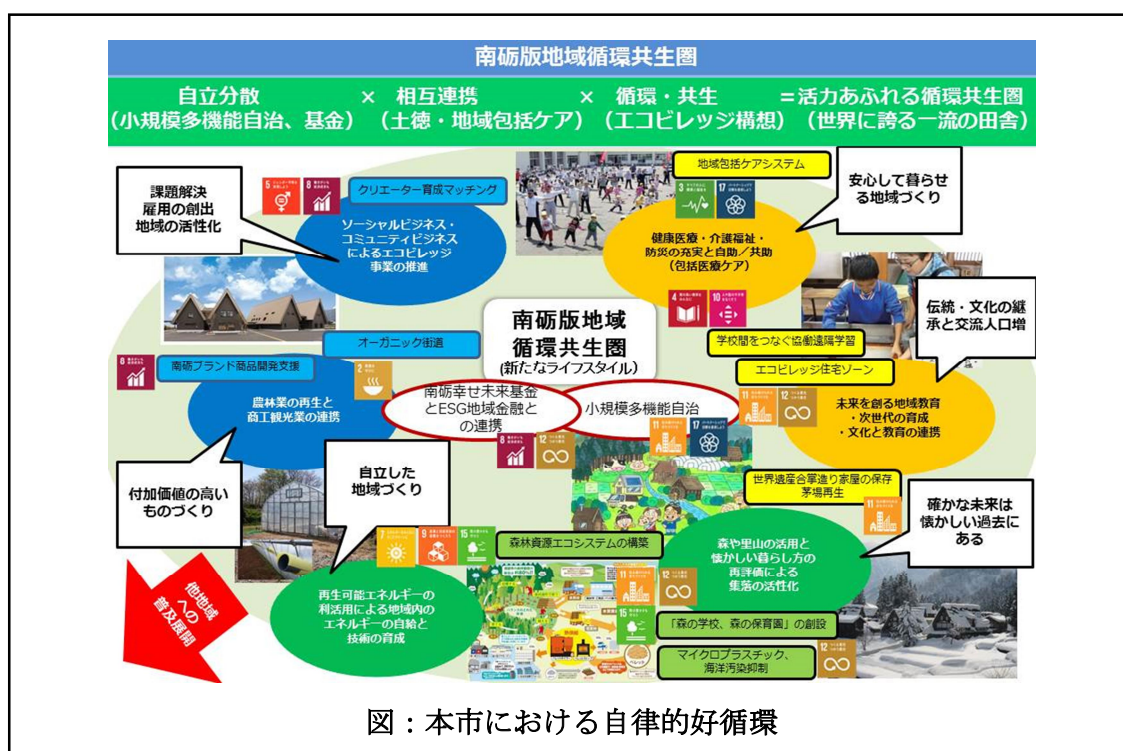 南砺版地域循環共生圏
自立分散 × 相互連携 × 循環・共生 =活力あふれる循環共生圏
(小規模多機能自治、基金) (土徳・地域包括ケア) (エコビレッジ構想) (世界に誇る一流の田舎)
課題解決
雇用の創出
地域の活性化
5
8
クリエーター育成マッチング
ソーシャルビジネス・
コミュニティビジネス
によるエコビレッジ
事業の推進
地域包括ケアシステム
3
17
健康医療・介護福祉・
防災の充実と自助/共助
(包括医療ケア)
安心して暮らせ
る地域づくり
4
10
学校間をつなぐ協働遠隔学習
伝統・文化の継
承と交流人口増
南砺版地域
循環共生圏
(新たなライフスタイル)
オーガニック街道
8
南砺ブランド商品開発支援
2
農林業の再生と
商工観光業の連携
南砺幸せ未来基金
とESG地域金融と
の連携
8
12
小規模多機能自治
11
17
エコビレッジ住宅ゾーン
11
12
未来を創る地域教育
・次世代の育成
・文化と教育の連携
付加価値の高い
ものづくり
自立した
地域づくり
世界遺産合掌造り家屋の保存
茅場再生
11
確かな未来は
懐かしい過去に
ある
7
9
15
森林資源エコシステムの構築
森や里山の活用と
懐かしい暮らし方の
再評価による
集落の活性化
11
12
他地域
への
普及展開
再生可能エネルギーの
利活用による地域内の
エネルギーの自給と
技術の育成
15
「森の学校、森の保育園」の創設
12
マイクロプラスチック、
海洋汚染抑制
12
図：本市における自律的好循環